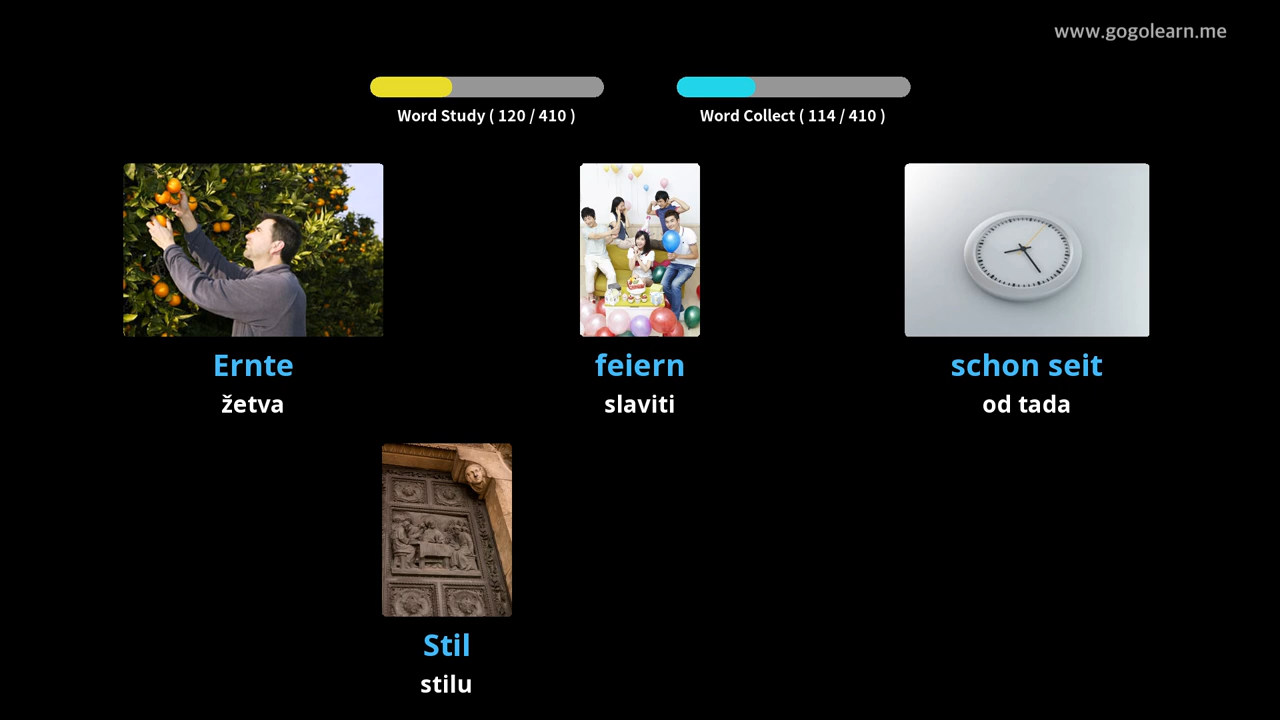 www.gogolearn.me
Word Study ( 120 / 410 )
Word Collect ( 114 / 410 )
Ernte
žetva
feiern
slaviti
schon seit
od tada
Stil
stilu